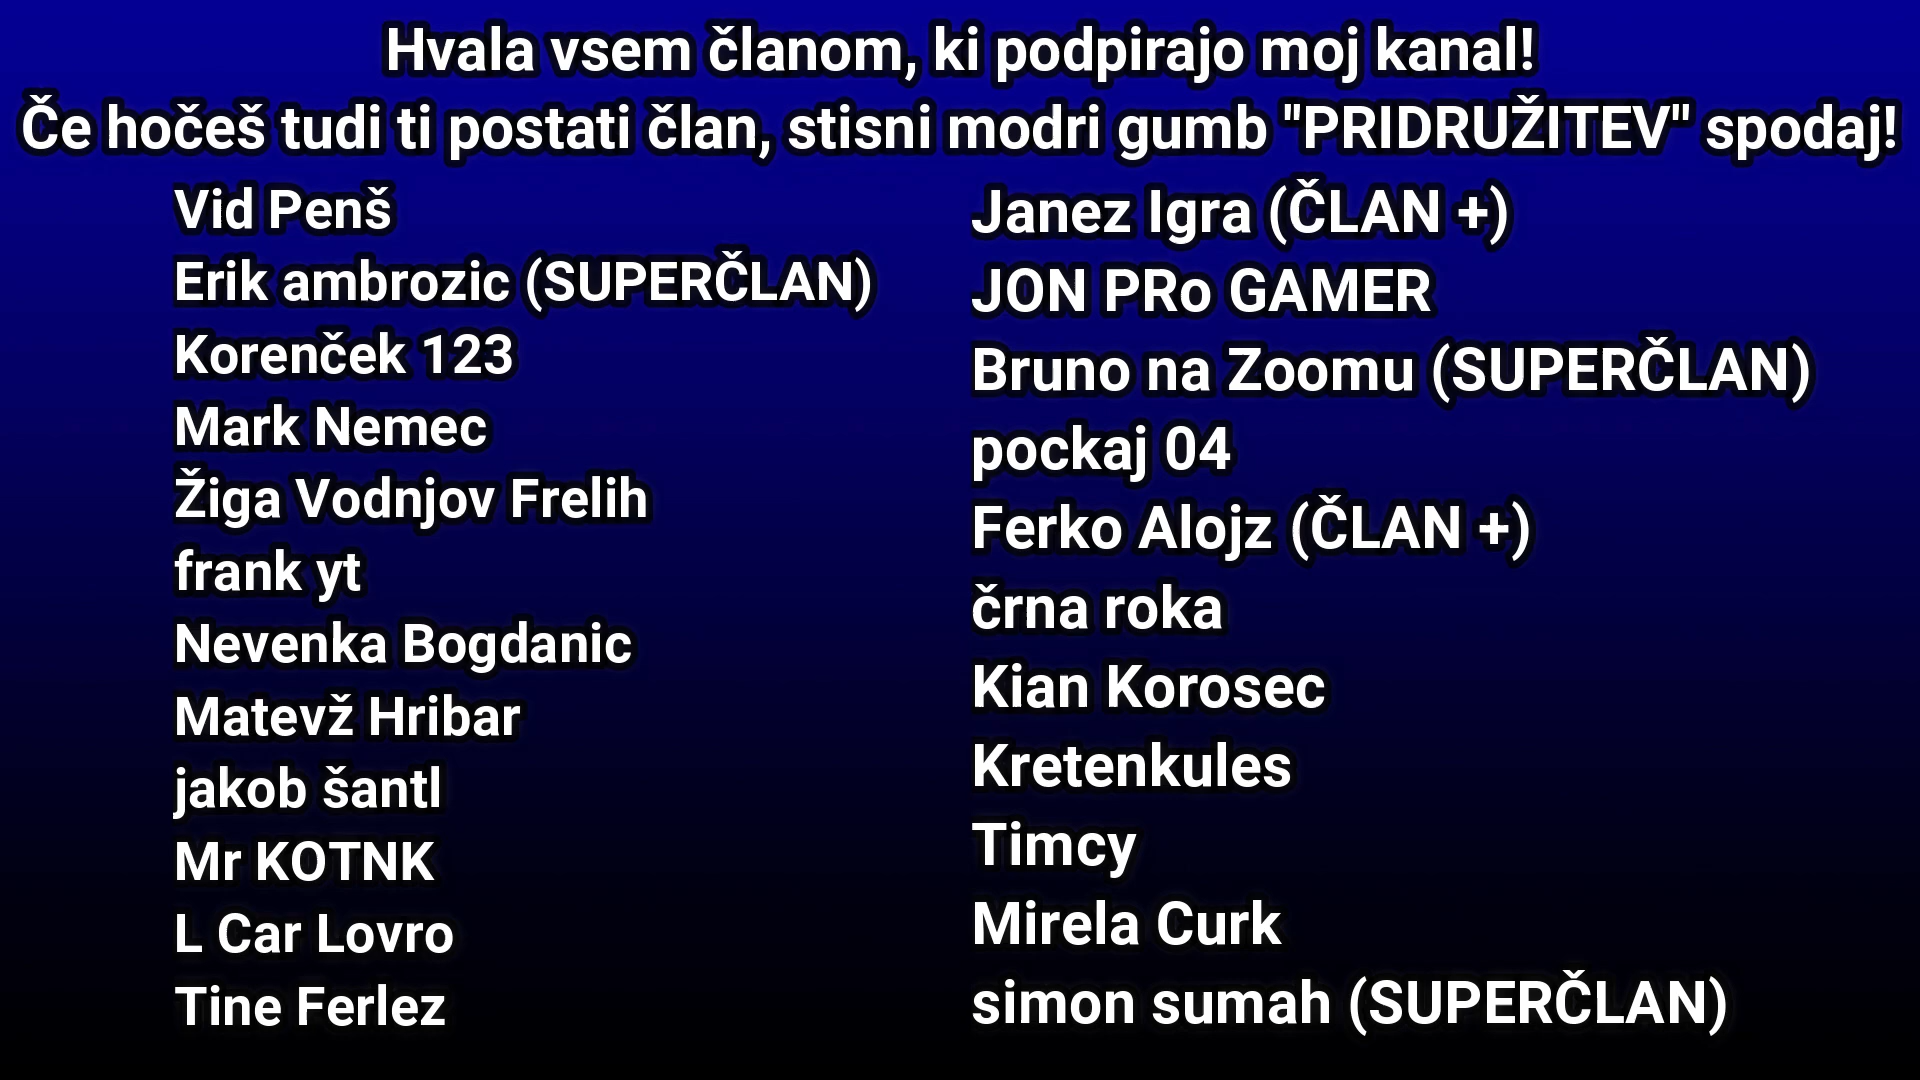 Hvala vsem članom, ki podpirajo moj kanal!
Če hočeš tudi ti postati član, stisni modri gumb "PRIDRUŽITEV" spodaj!
Vid Penš
Erik ambrozic (SUPERČLAN)
Korenček 123
Mark Nemec
Žiga Vodnjov Frelih
frank yt
Nevenka Bogdanic
Matevž Hribar
jakob šantl
Mr KOTNK
L Car Lovro
Tine Ferlez
Janez Igra (ČLAN +)
JON PRo GAMER
Bruno na Zoomu (SUPERČLAN)
pockaj 04
Ferko Alojz (ČLAN +)
črna roka
Kian Korosec
Kretenkules
Timcy
Mirela Curk
simon sumah (SUPERČLAN)